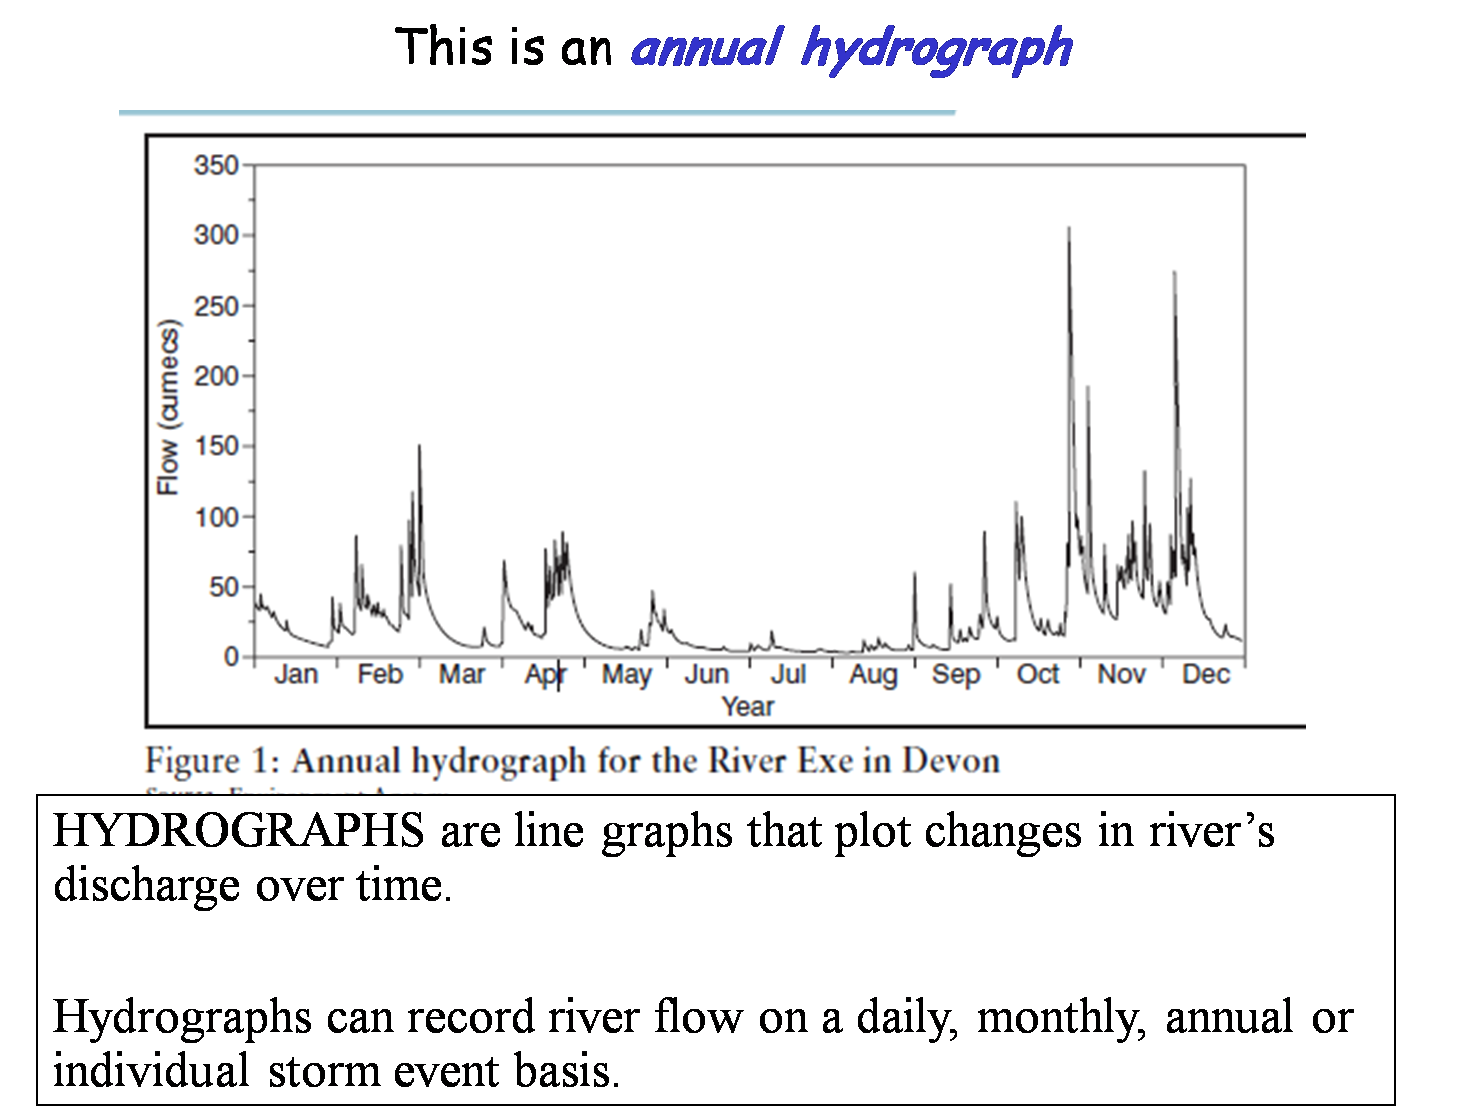 This is an annual hydrograph
350
300
250
200
150
100
50
0
Flow (cumecs)
Jan Feb Mar Apr May Jun Jul Aug Sep Oct Nov Dec
Year
Figure 1: Annual hydrograph for the River Exe in Devon
HYDROGRAPHS are line graphs that plot changes in river’s
discharge over time.
Hydrographs can record river flow on a daily, monthly, annual or
individual storm event basis.